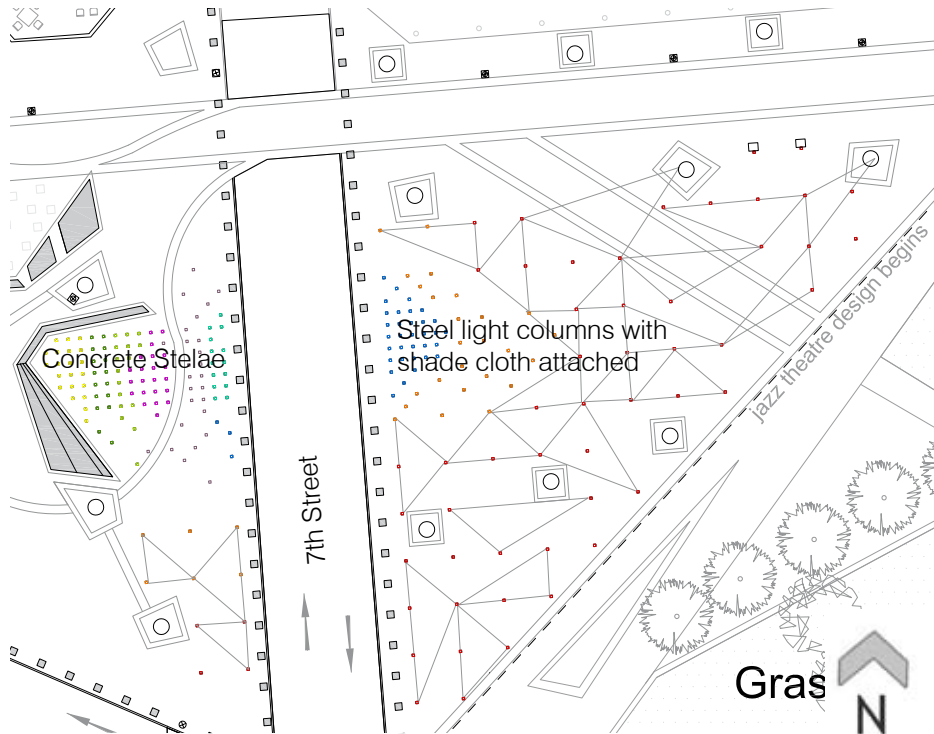 Steel light columns with
shade cloth attached
Concrete Stelae
7th Street
jazz theatre design begins
Gras
N